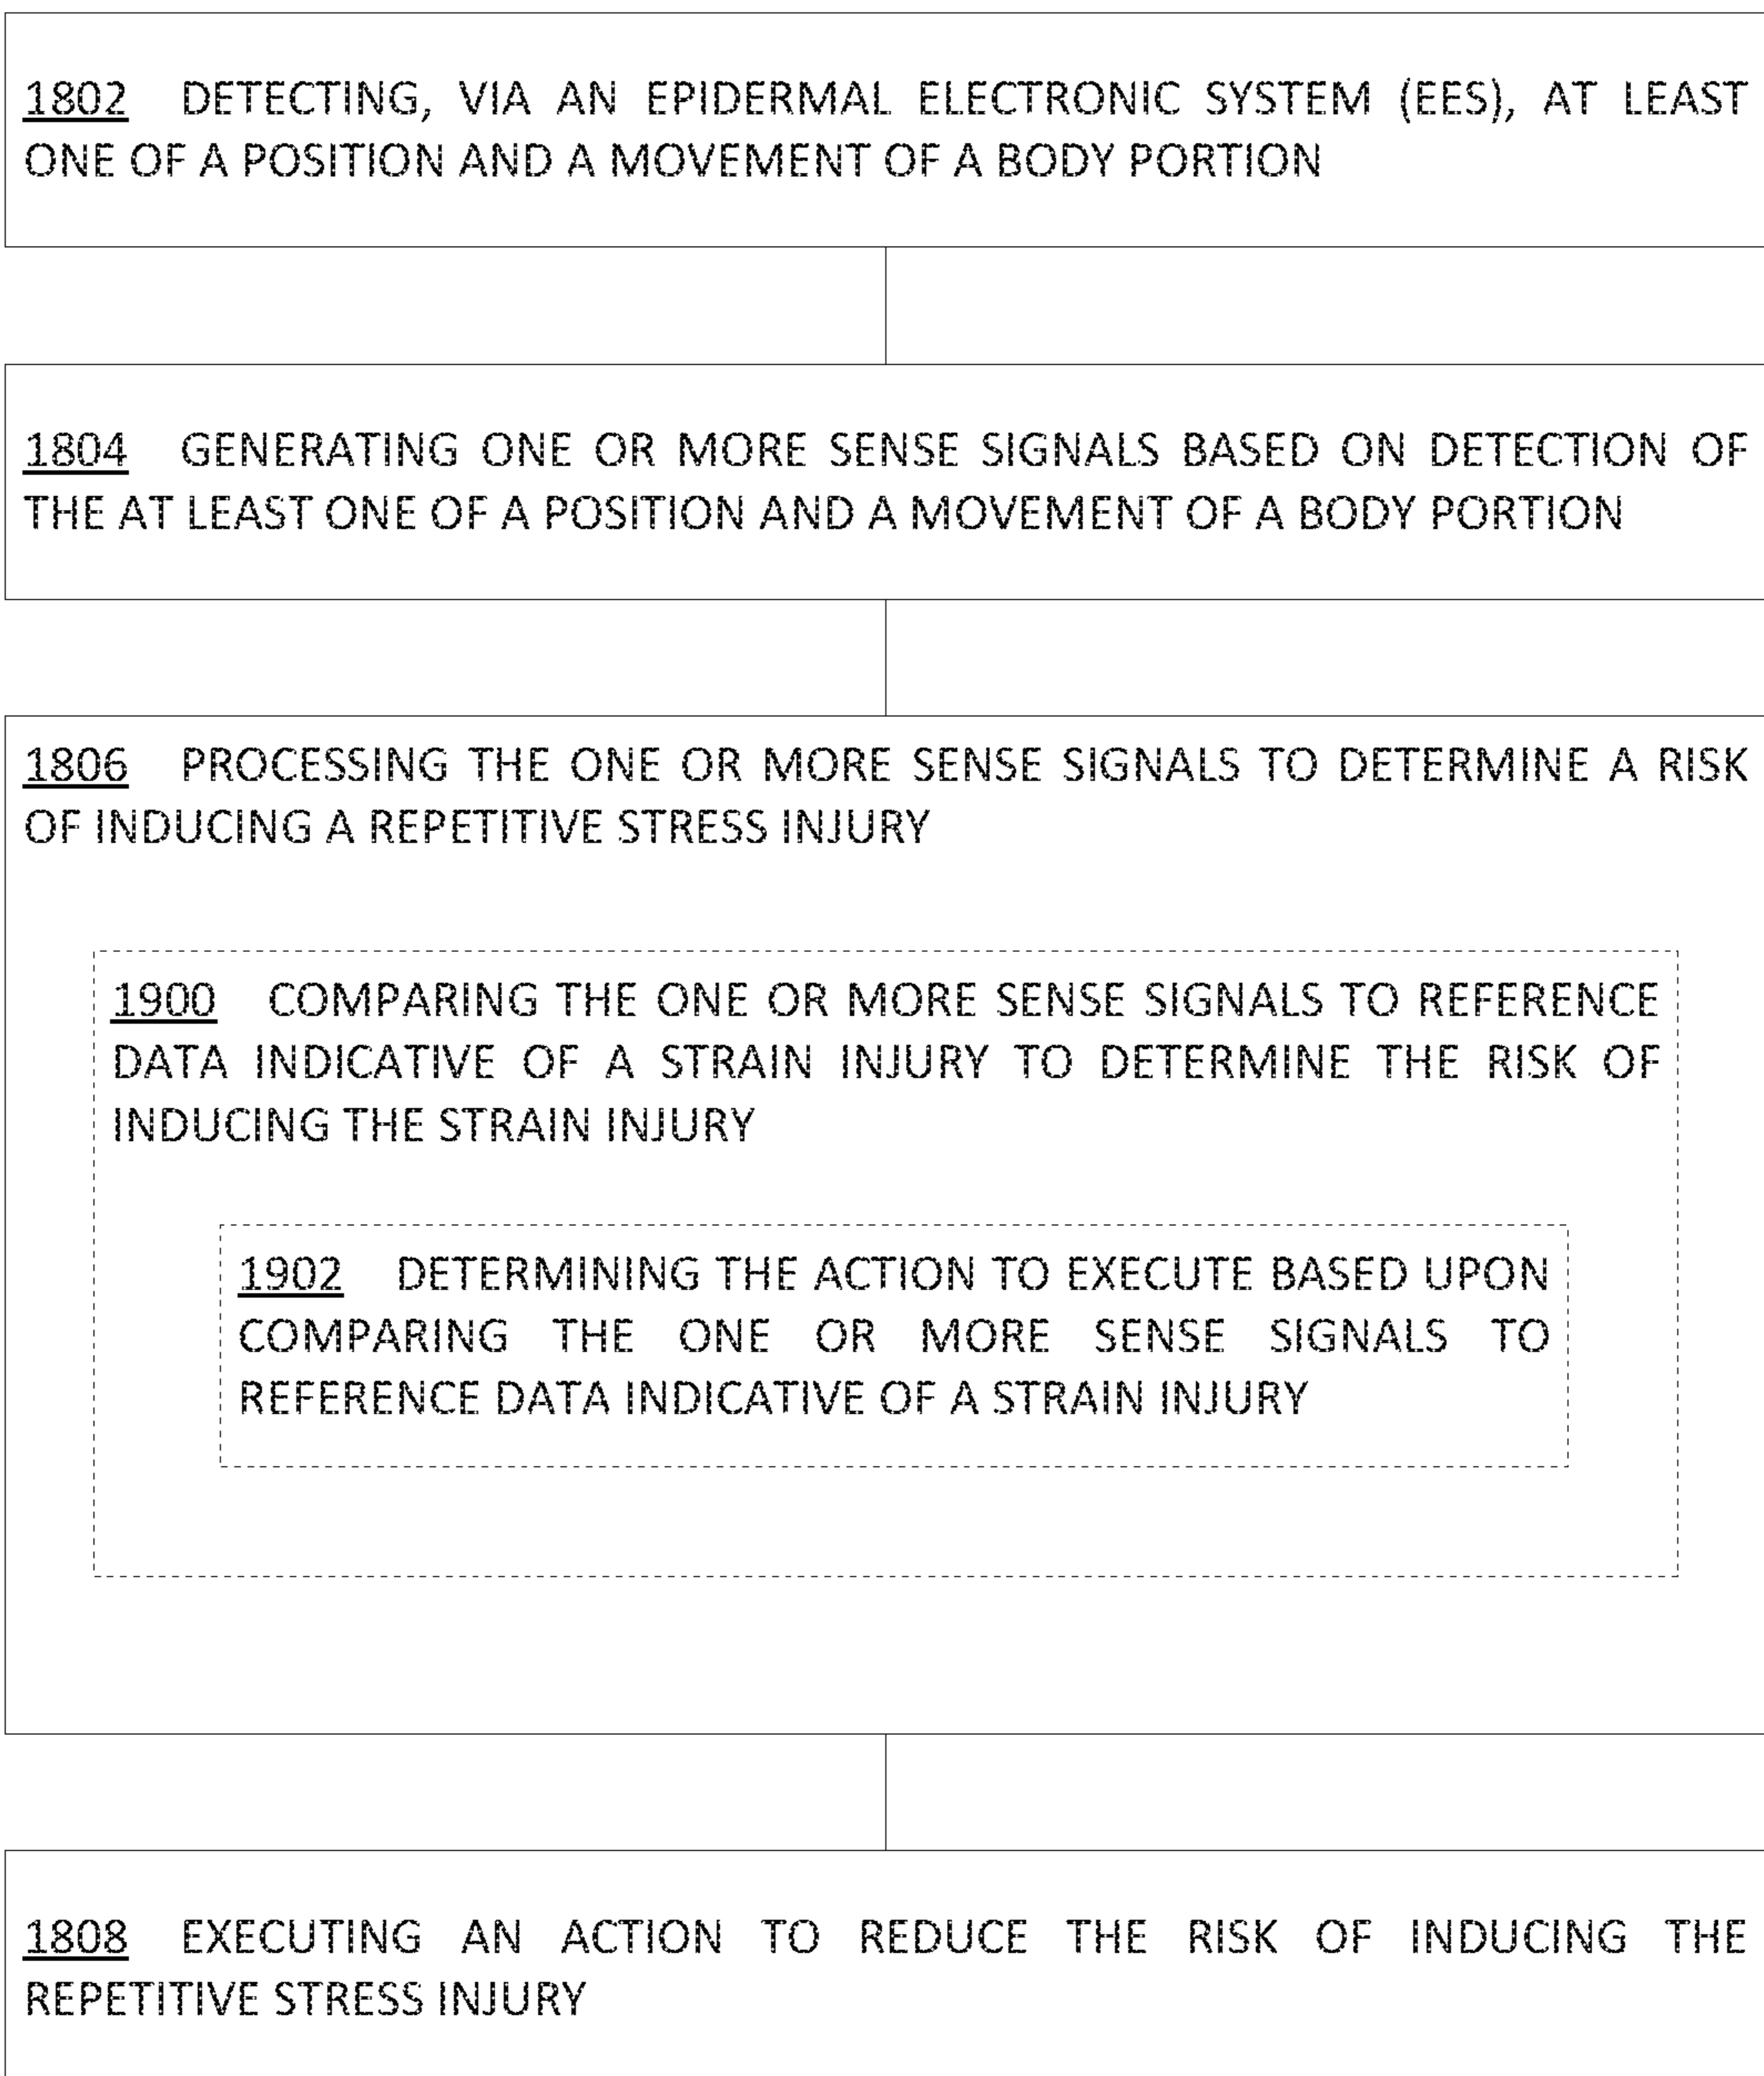 1802 DETECTING, VIA AN EPIDERMAL ELECTRONIC SYSTEM (EES), AT LEAST
ONE OF A POSITION AND A MOVEMENT OF A BODY PORTION
1804 GENERATING ONE OR MORE SENSE SIGNALS BASED ON DETECTION OF
THE AT LEAST ONE OF A POSITION AND A MOVEMENT OF A BODY PORTION
1806 PROCESSING THE ONE OR MORE SENSE SIGNALS TO DETERMINE A RISK
OF INDUCING A REPETITIVE STRESS INJURY
1900 COMPARING THE ONE OR MORE SENSE SIGNALS TO REFERENCE
DATA INDICATIVE OF A STRAIN INJURY TO DETERMINE THE RISK OF
INDUCING THE STRAIN INJURY
1902 DETERMINING THE ACTION TO EXECUTE BASED UPON
COMPARING THE ONE OR MORE SENSE SIGNALS TO
REFERENCE DATA INDICATIVE OF A STRAIN INJURY
1808 EXECUTING AN ACTION TO REDUCE THE RISK OF INDUCING THE
REPETITIVE STRESS INJURY